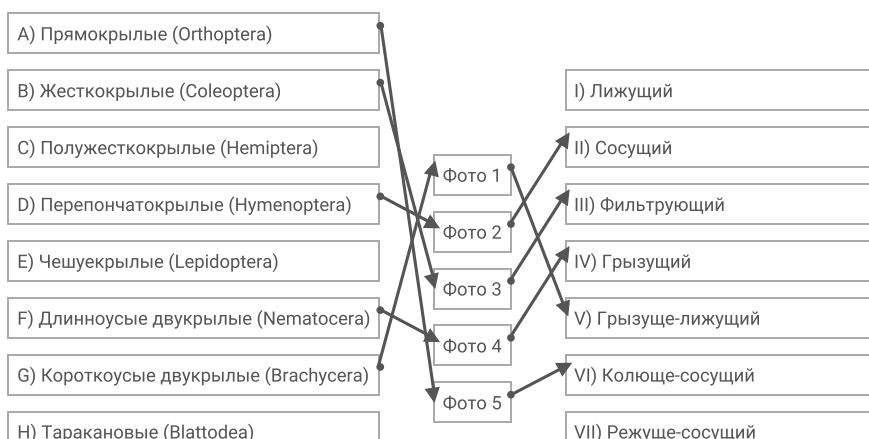 A) Прямокрылые (Orthoptera)
B) Жесткокрылые (Coleoptera)
C) Полужесткокрылые (Hemiptera)
D) Перепончатокрылые (Hymenoptera)
E) Чешуекрылые (Lepidoptera)
F) Длинноусые двукрылые (Nematocera)
G) Короткоусые двукрылые (Brachycera)
H) Таракановые (Blattodea)
Фото 1
Фото 2
Фото 3
Фото 4
Фото 5
I) Лижущий
II) Сосущий
III) Фильтрующий
IV) Грызущий
V) Грызуще-лижущий
VI) Колюще-сосущий
VII) Режуще-сосущий